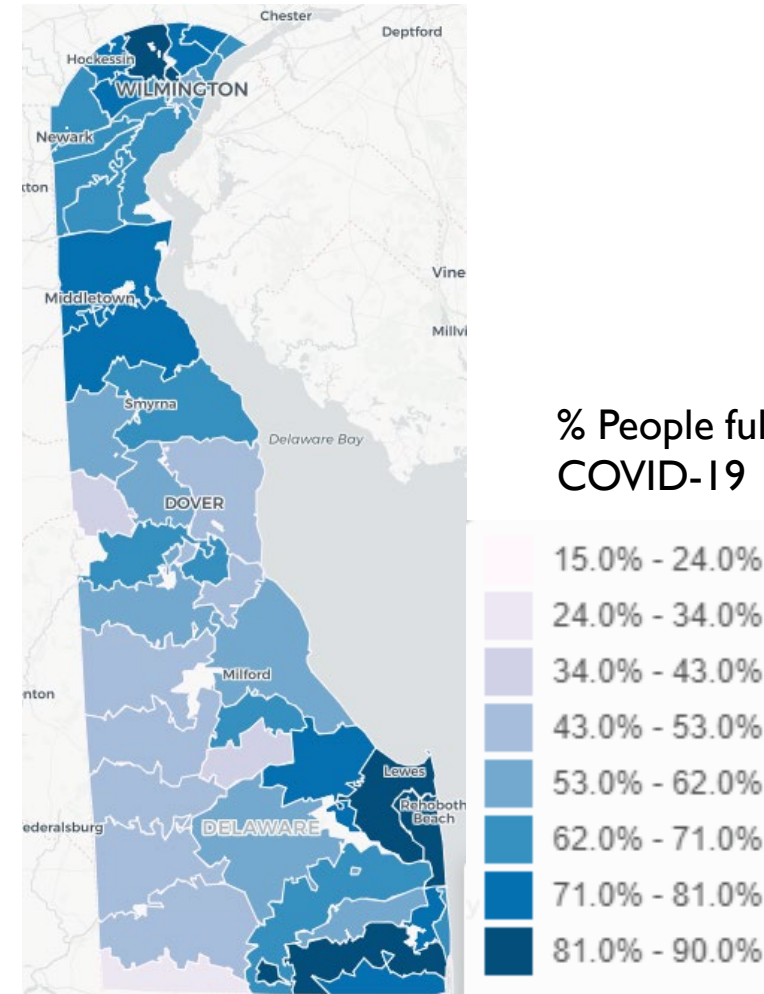 Chester
Deptford
Hockessin
WILMINGTON
Newark
Vine
Middletown
Millvi
Smyrna
Delaware Bay
% People ful
COVID-19
DOVER
15.0% - 24.0%
24.0% - 34.0%
34.0% - 43.0%
Milford
nton
43.0% - 53.0%
Lewes
53.0% - 62.0%
Rehoboth
Beach
ederalsburg
DELAWARE
62.0% - 71.0%
71.0% - 81.0%
81.0% - 90.0%